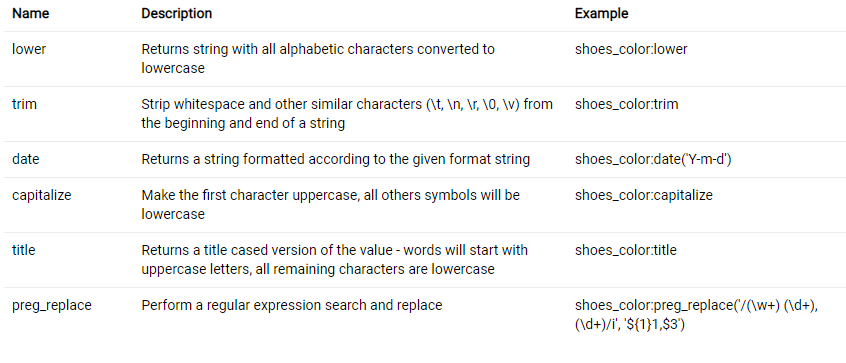 Name Description Example
lower Returns string with all alphabetic characters converted to shoes_color:lower
lowercase
trim Strip whitespace and other similar characters (\t, \n, \r, \0, \v) from shoes_color:trim
the beginning and end of a string
date Returns a string formatted according to the given format string shoes_color:date('Y-m-d')
capitalize Make the first character uppercase, all others symbols will be shoes_color:capitalize
lowercase
title Returns a title cased version of the value - words will start with shoes_color:title
uppercase letters, all remaining characters are lowercase
preg_replace Perform a regular expression search and replace shoes_color:preg_replace('/(\w+) (\d+),
(\d+)/i', '${1}1,$3')